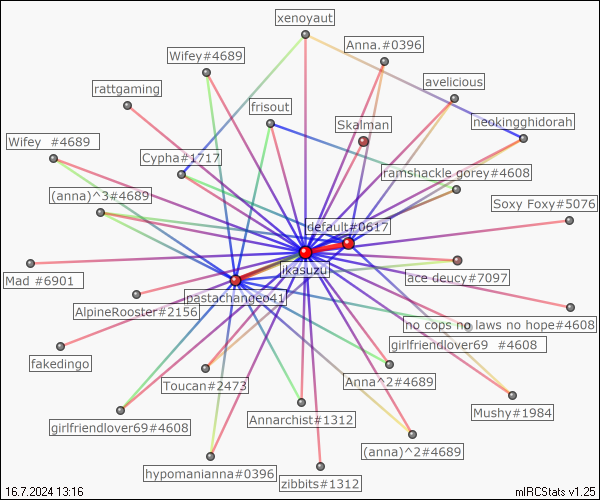 xenoyaut
Anna.#0396
Wifey#4689
avelicious
rattgaming
frisout
neokingghidorah
Skalman
Wifey  #4689
Cypha#1717
ramshackle gorey#4608
(anna)^3#4689
Soxy Foxy#5076
default#0617
ikasuzu
Mad #6901
ace deucy#7097
pastachangeo41
AlpineRooster#2156
no cops no laws no hope#4608
girlfriendlover69  #4608
fakedingo
Toucan#2473
Anna^2#4689
Annarchist#1312
Mushy#1984
girlfriendlover69#4608
(anna)^2#4689
hypomanianna#0396
zibbits#1312
16.7.2024 13:16
mIRCStats v1.25